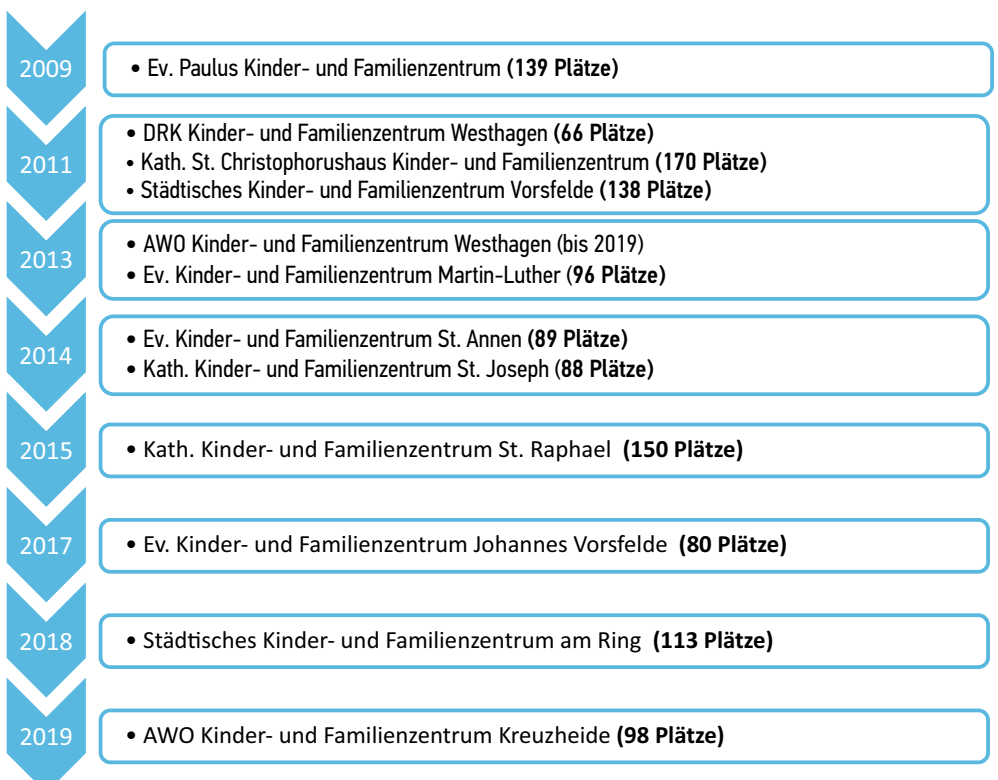 2009
• Ev. Paulus Kinder- und Familienzentrum (139 Plätze)
2011
• DRK Kinder- und Familienzentrum Westhagen (66 Plätze)
• Kath. St. Christophorushaus Kinder- und Familienzentrum (170 Plätze)
• Städtisches Kinder- und Familienzentrum Vorsfelde (138 Plätze)
2013
• AWO Kinder- und Familienzentrum Westhagen (bis 2019)
• Ev. Kinder- und Familienzentrum Martin-Luther (96 Plätze)
2014
• Ev. Kinder- und Familienzentrum St. Annen (89 Plätze)
• Kath. Kinder- und Familienzentrum St. Joseph (88 Plätze)
2015
• Kath. Kinder- und Familienzentrum St. Raphael (150 Plätze)
2017
• Ev. Kinder- und Familienzentrum Johannes Vorsfelde (80 Plätze)
2018
• Städtisches Kinder- und Familienzentrum am Ring (113 Plätze)
2019
• AWO Kinder- und Familienzentrum Kreuzheide (98 Plätze)